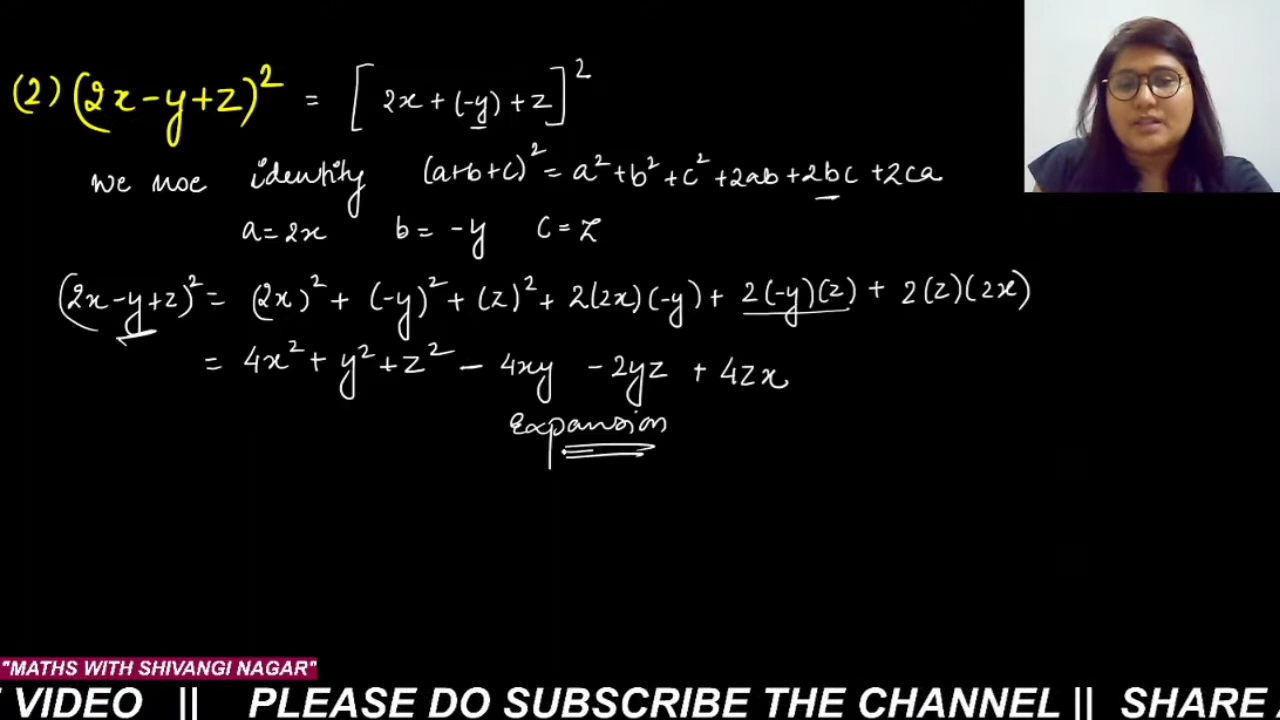 (2) (2x-y+z)² = [2x+(-y)+z]²
We use identity (a+b+c)² = a²+b²+c²+2ab+2bc+2ca
a=2x b=-y c=z
(2x-y+z)² = (2x)²+(-y)²+(z)²+2(2x)(-y)+2(-y)(z)+2(z)(2x)
= 4x²+y²+z²-4xy-2yz+4zx
Expansion
"MATHS WITH SHIVANGI NAGAR"
VIDEO || PLEASE DO SUBSCRIBE THE CHANNEL || SHARE